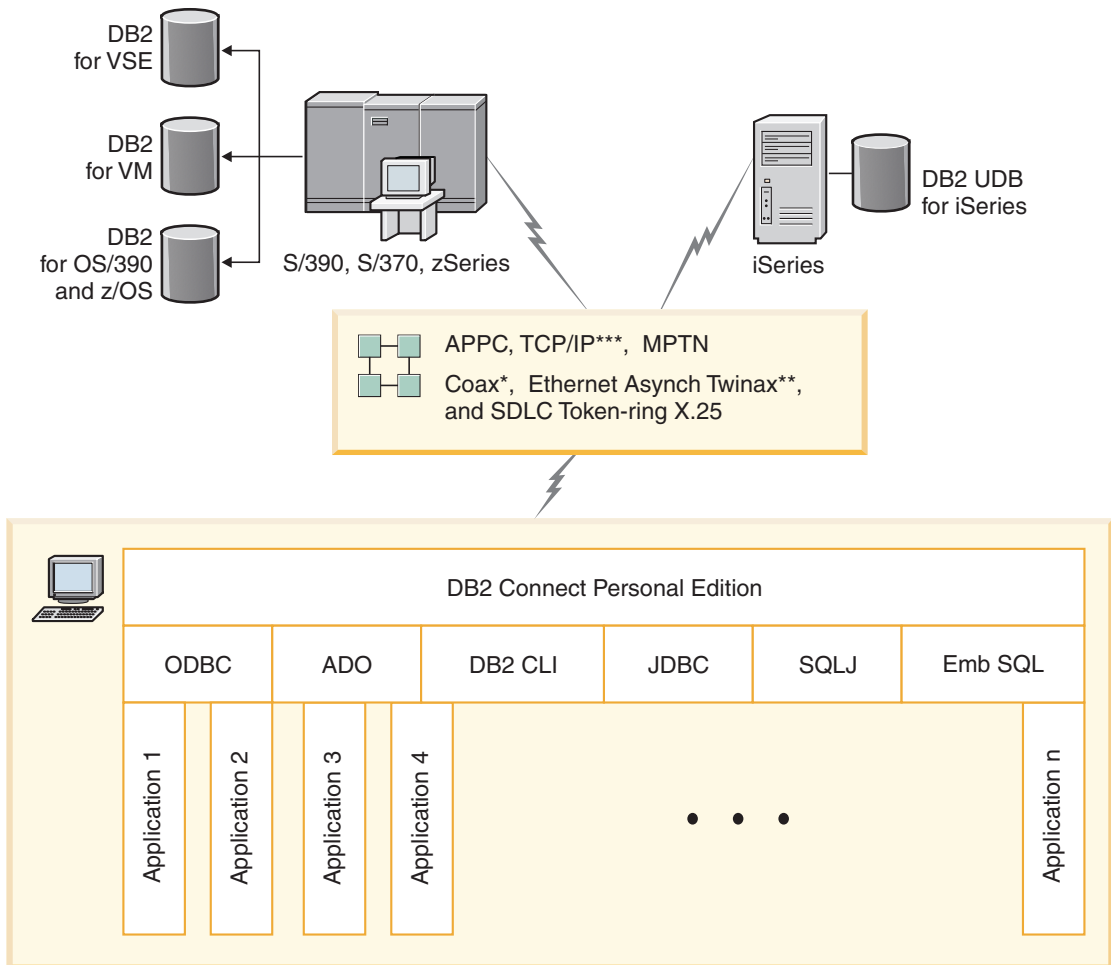 DB2
for VSE
DB2
for VM
DB2
for OS/390
and z/OS
S/390, S/370, zSeries
DB2 UDB
for iSeries
iSeries
APPC, TCP/IP***, MPTN
Coax*, Ethernet Asynch Twinax**,
and SDLC Token-ring X.25
DB2 Connect Personal Edition
ODBC
ADO
DB2 CLI
JDBC
SQLJ
Emb SQL
Application 1
Application 2
Application 3
Application 4
• • •
Application n